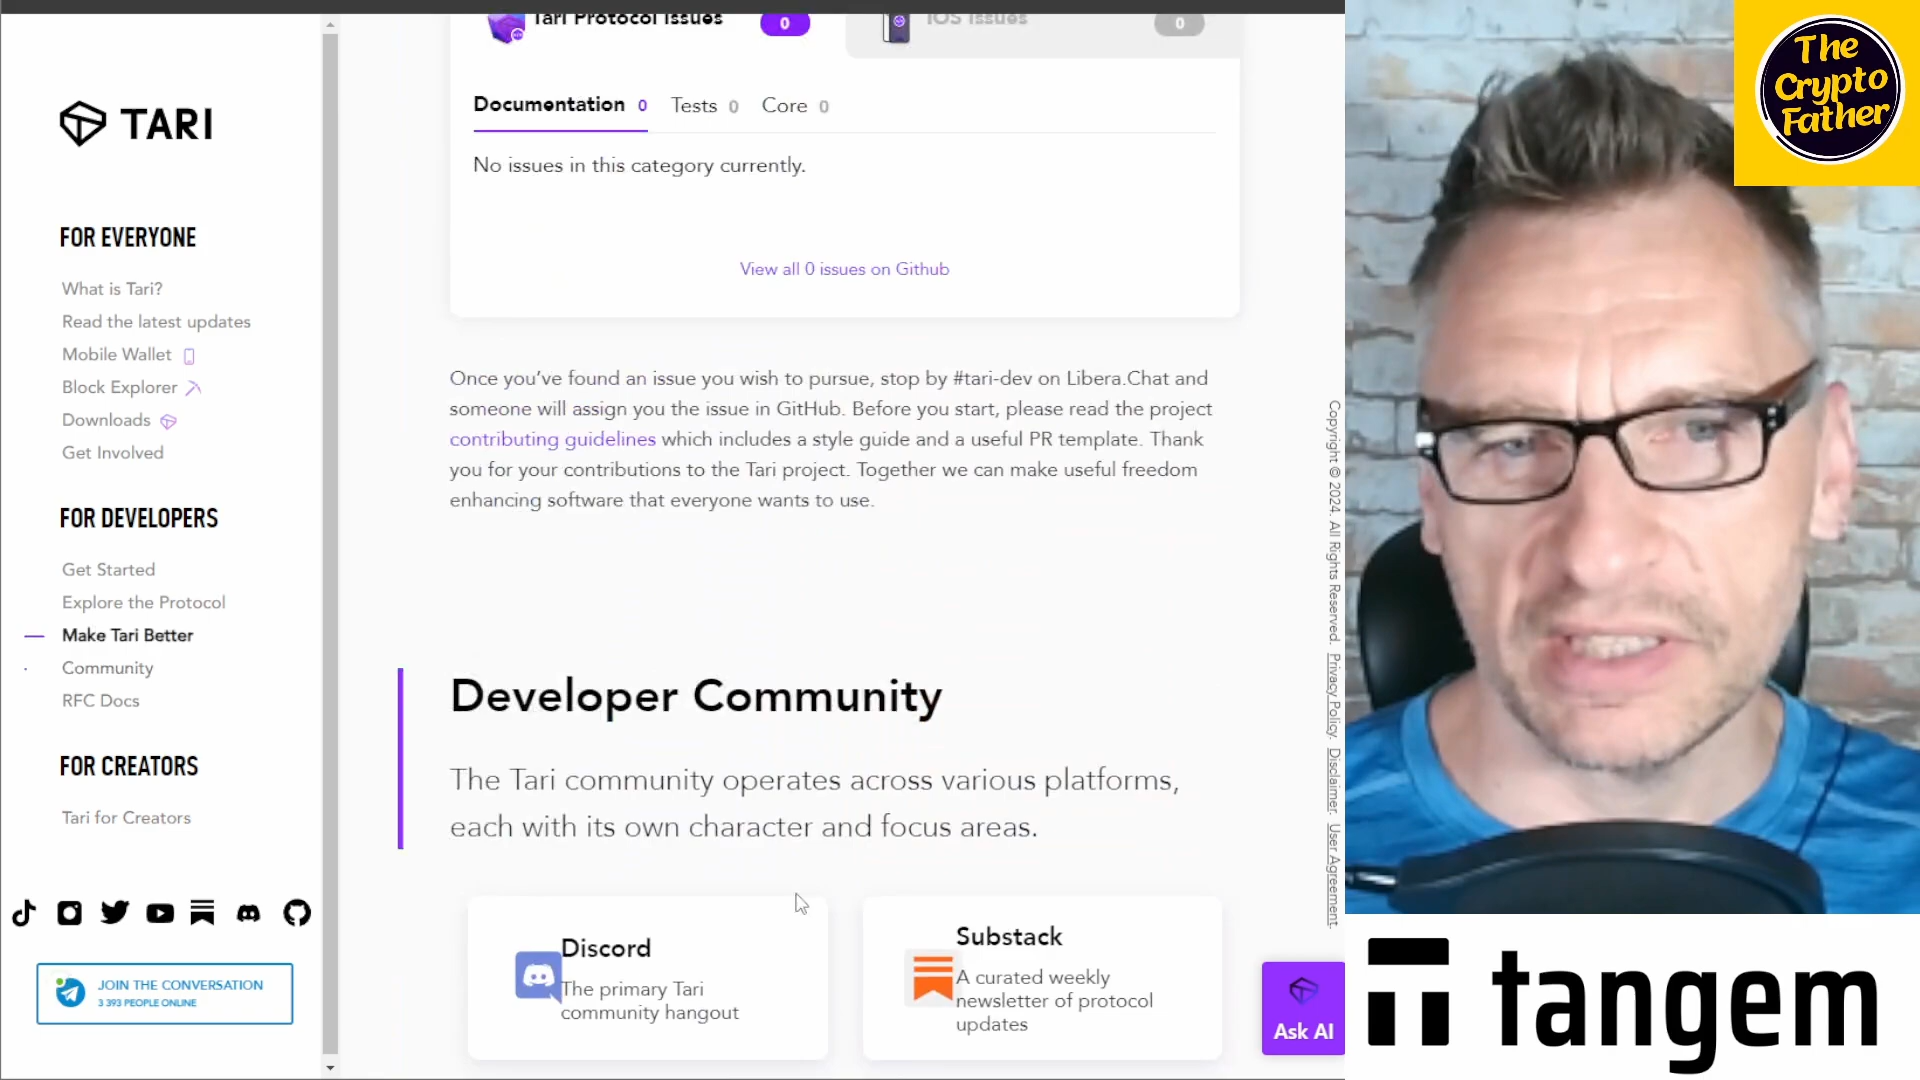 TARI
FOR EVERYONE
What is Tari?
Read the latest updates
Mobile Wallet
Block Explorer
Downloads
Get Involved
FOR DEVELOPERS
Get Started
Explore the Protocol
Make Tari Better
Community
RFC Docs
FOR CREATORS
Tari for Creators
JOIN THE CONVERSATION
3 393 PEOPLE ONLINE
Tari Protocol Issues 0
iOS Issues 0
Documentation 0 Tests 0 Core 0
No issues in this category currently.
View all 0 issues on Github
Once you’ve found an issue you wish to pursue, stop by #tari-dev on Libera.Chat and
someone will assign you the issue in GitHub. Before you start, please read the project
contributing guidelines which includes a style guide and a useful PR template. Thank
you for your contributions to the Tari project. Together we can make useful freedom
enhancing software that everyone wants to use.
Developer Community
The Tari community operates across various platforms,
each with its own character and focus areas.
Discord
The primary Tari
community hangout
Substack
A curated weekly
newsletter of protocol
updates
Copyright © 2024. All Rights Reserved. Privacy Policy. Disclaimer. User Agreement.
Ask AI
The
Crypto
Father
tangem